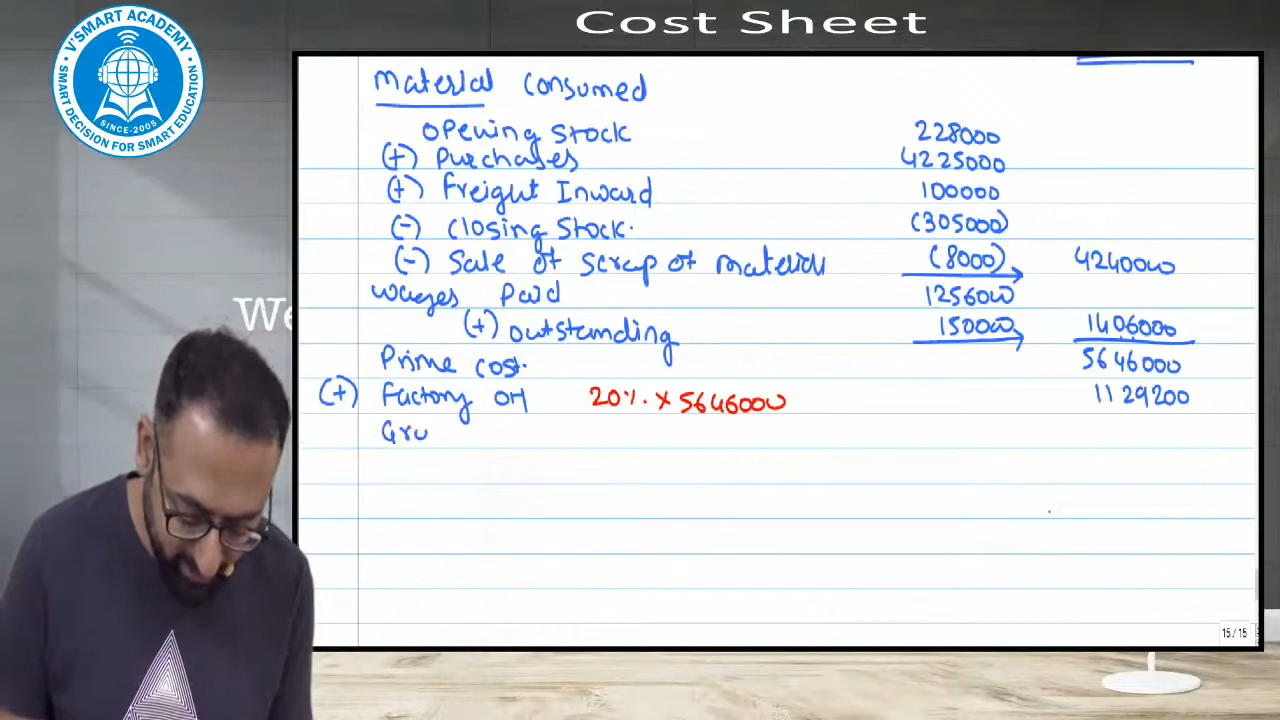 Cost Sheet
V'SMART ACADEMY
SMART DECISION FOR SMART EDUCATION
SINCE-2005
We
Material Consumed
Opening Stock 228000
(+) Purchases 4225000
(+) Freight Inward 100000
(-) Closing Stock. (305000)
(-) Sale of Scrap of material (8000) 4240000
Wages Paid 1256000
(+) outstanding 150000 1406000
Prime cost. 5646000
(+) Factory OH 20% × 5646000 1129200
Gro
15/15